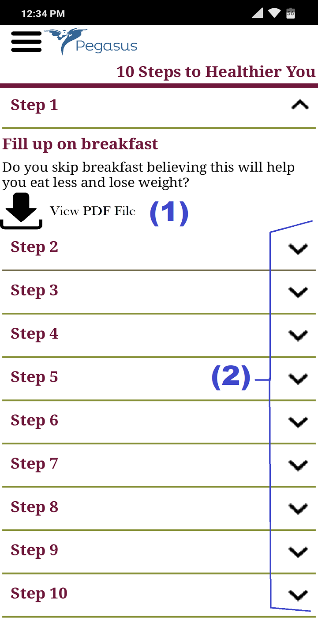 12:34 PM
Pegasus
10 Steps to Healthier You
Step 1
Fill up on breakfast
Do you skip breakfast believing this will help
you eat less and lose weight?
View PDF File (1)
Step 2
Step 3
Step 4
Step 5
(2)
Step 6
Step 7
Step 8
Step 9
Step 10